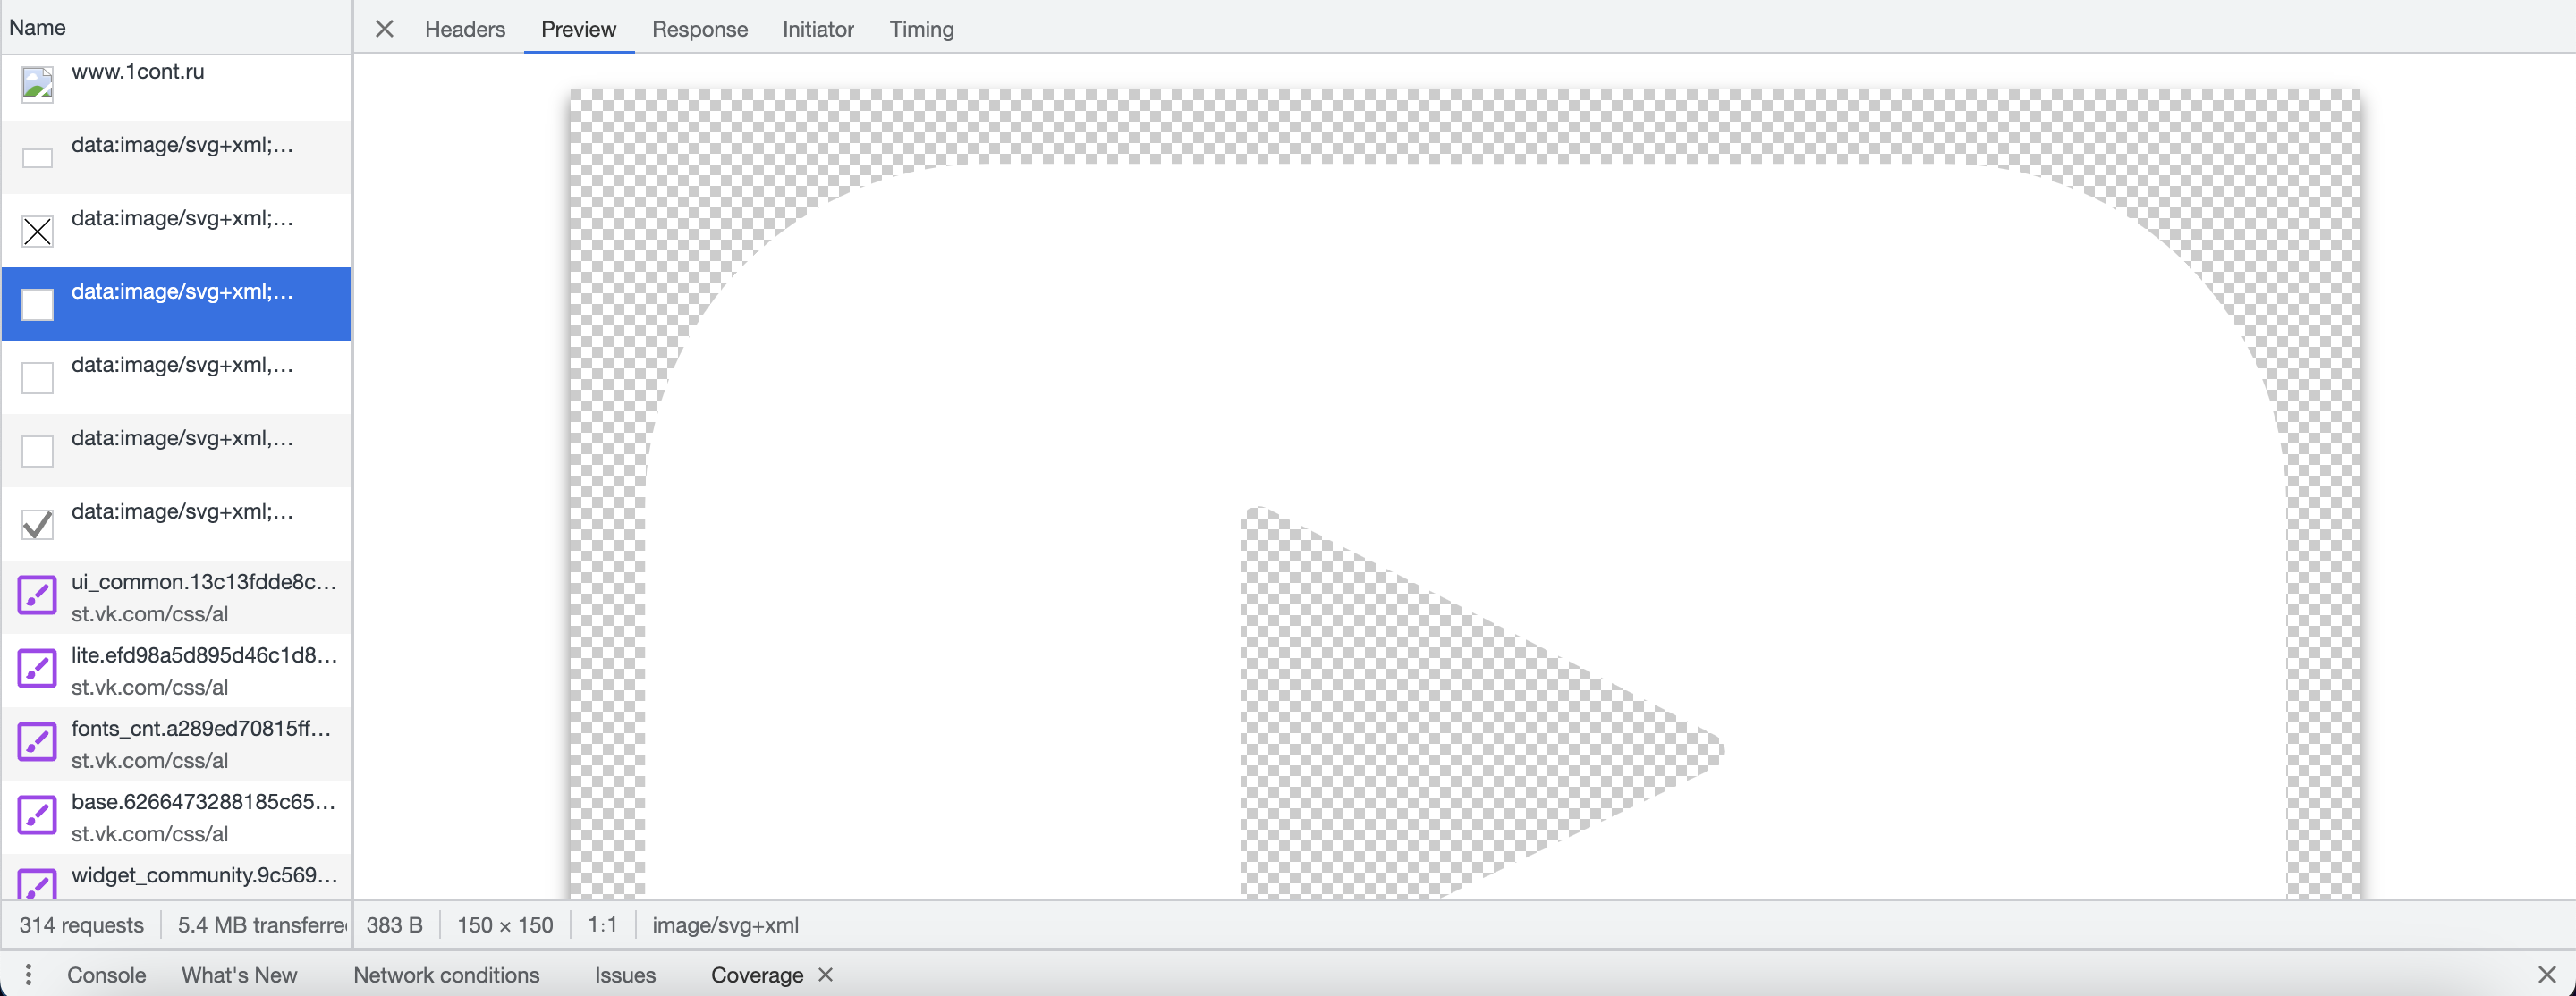 Name
www.1cont.ru
data:image/svg+xml;…
data:image/svg+xml;…
data:image/svg+xml;…
data:image/svg+xml,…
data:image/svg+xml,…
data:image/svg+xml;…
ui_common.13c13fdde8c…
st.vk.com/css/al
lite.efd98a5d895d46c1d8…
st.vk.com/css/al
fonts_cnt.a289ed70815ff…
st.vk.com/css/al
base.6266473288185c65…
st.vk.com/css/al
widget_community.9c569…
314 requests 5.4 MB transferre
Headers Preview Response Initiator Timing
383 B 150 × 150 1:1 image/svg+xml
Console What's New Network conditions Issues Coverage